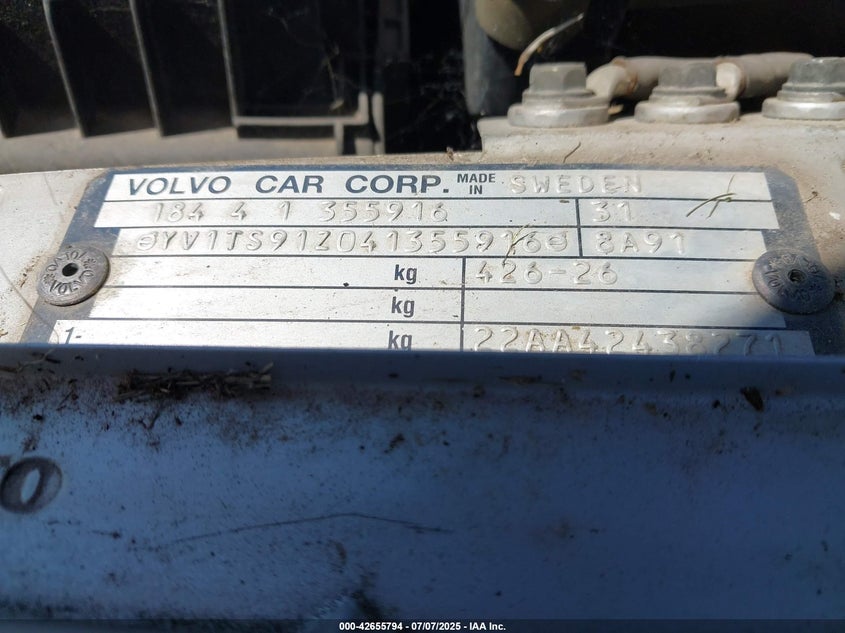 VOLVO CAR CORP. MADE IN SWEDEN
184 4 1 355916 31
YV1TS91Z041355916 8A91
kg 426-26
kg
1- kg 22AA42438271
000-42655794 | 07/07/2025 - IAA Inc.